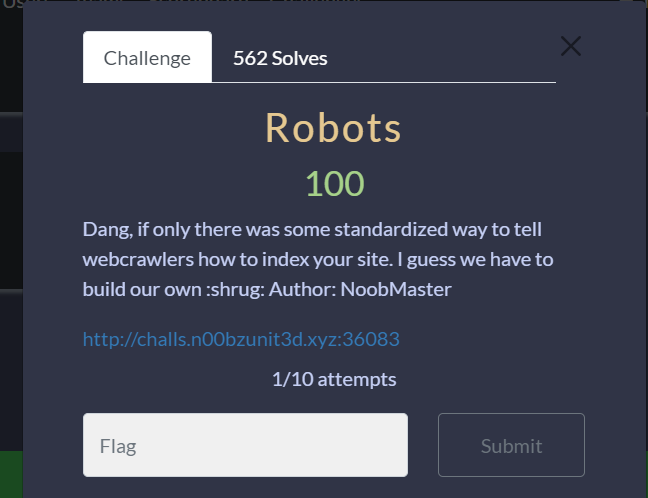 Challenge
562 Solves
Robots
100
Dang, if only there was some standardized way to tell
webcrawlers how to index your site. I guess we have to
build our own :shrug: Author: NoobMaster
http://challs.n00bzunit3d.xyz:36083
1/10 attempts
Flag
Submit